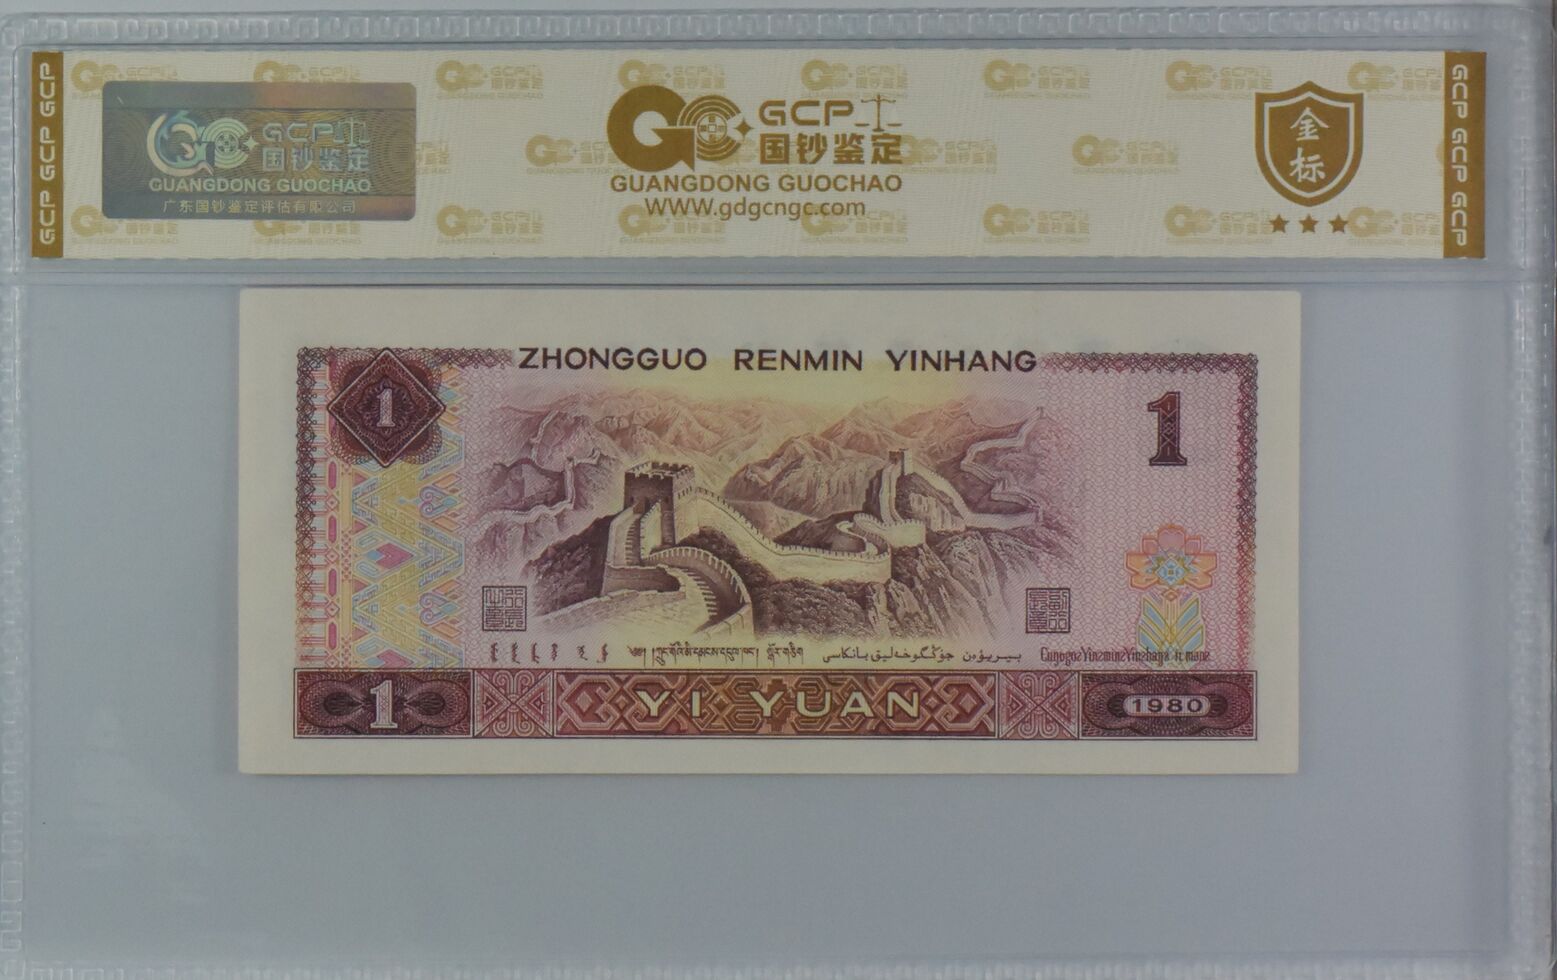 GCP GCP GCP
GCP 国钞鉴定
GUANGDONG GUOCHAO
广东国钞鉴定评估有限公司
GCP
国钞鉴定
GUANGDONG GUOCHAO
WWW.gdgcngc.com
金
标
GCP GCP GCP
ZHONGGUO RENMIN YINHANG
1
1
YI YUAN
1
1980